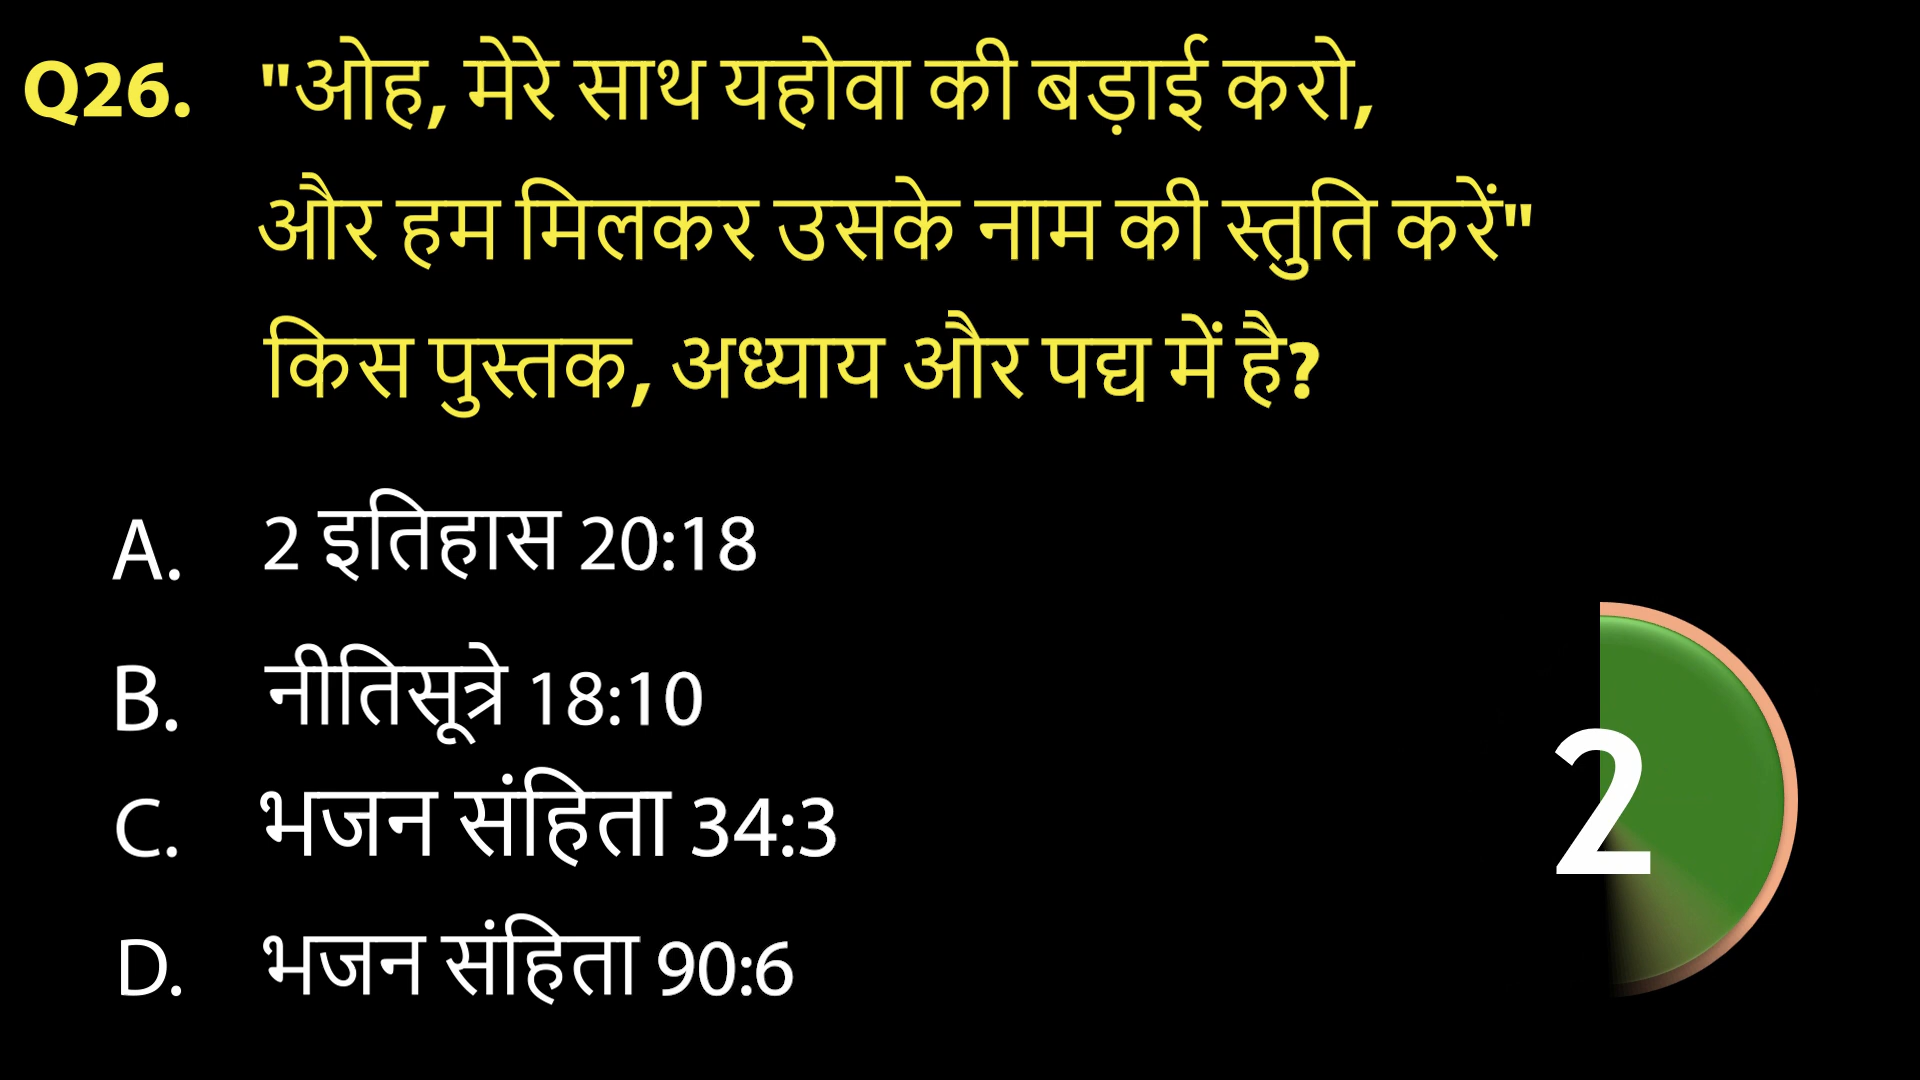 Q26. "ओह, मेरे साथ यहोवा की बड़ाई करो,
और हम मिलकर उसके नाम की स्तुति करें"
किस पुस्तक, अध्याय और पद्य में है?
A. 2 इतिहास 20:18
B. नीतिसूत्रे 18:10
C. भजन संहिता 34:3
D. भजन संहिता 90:6
2